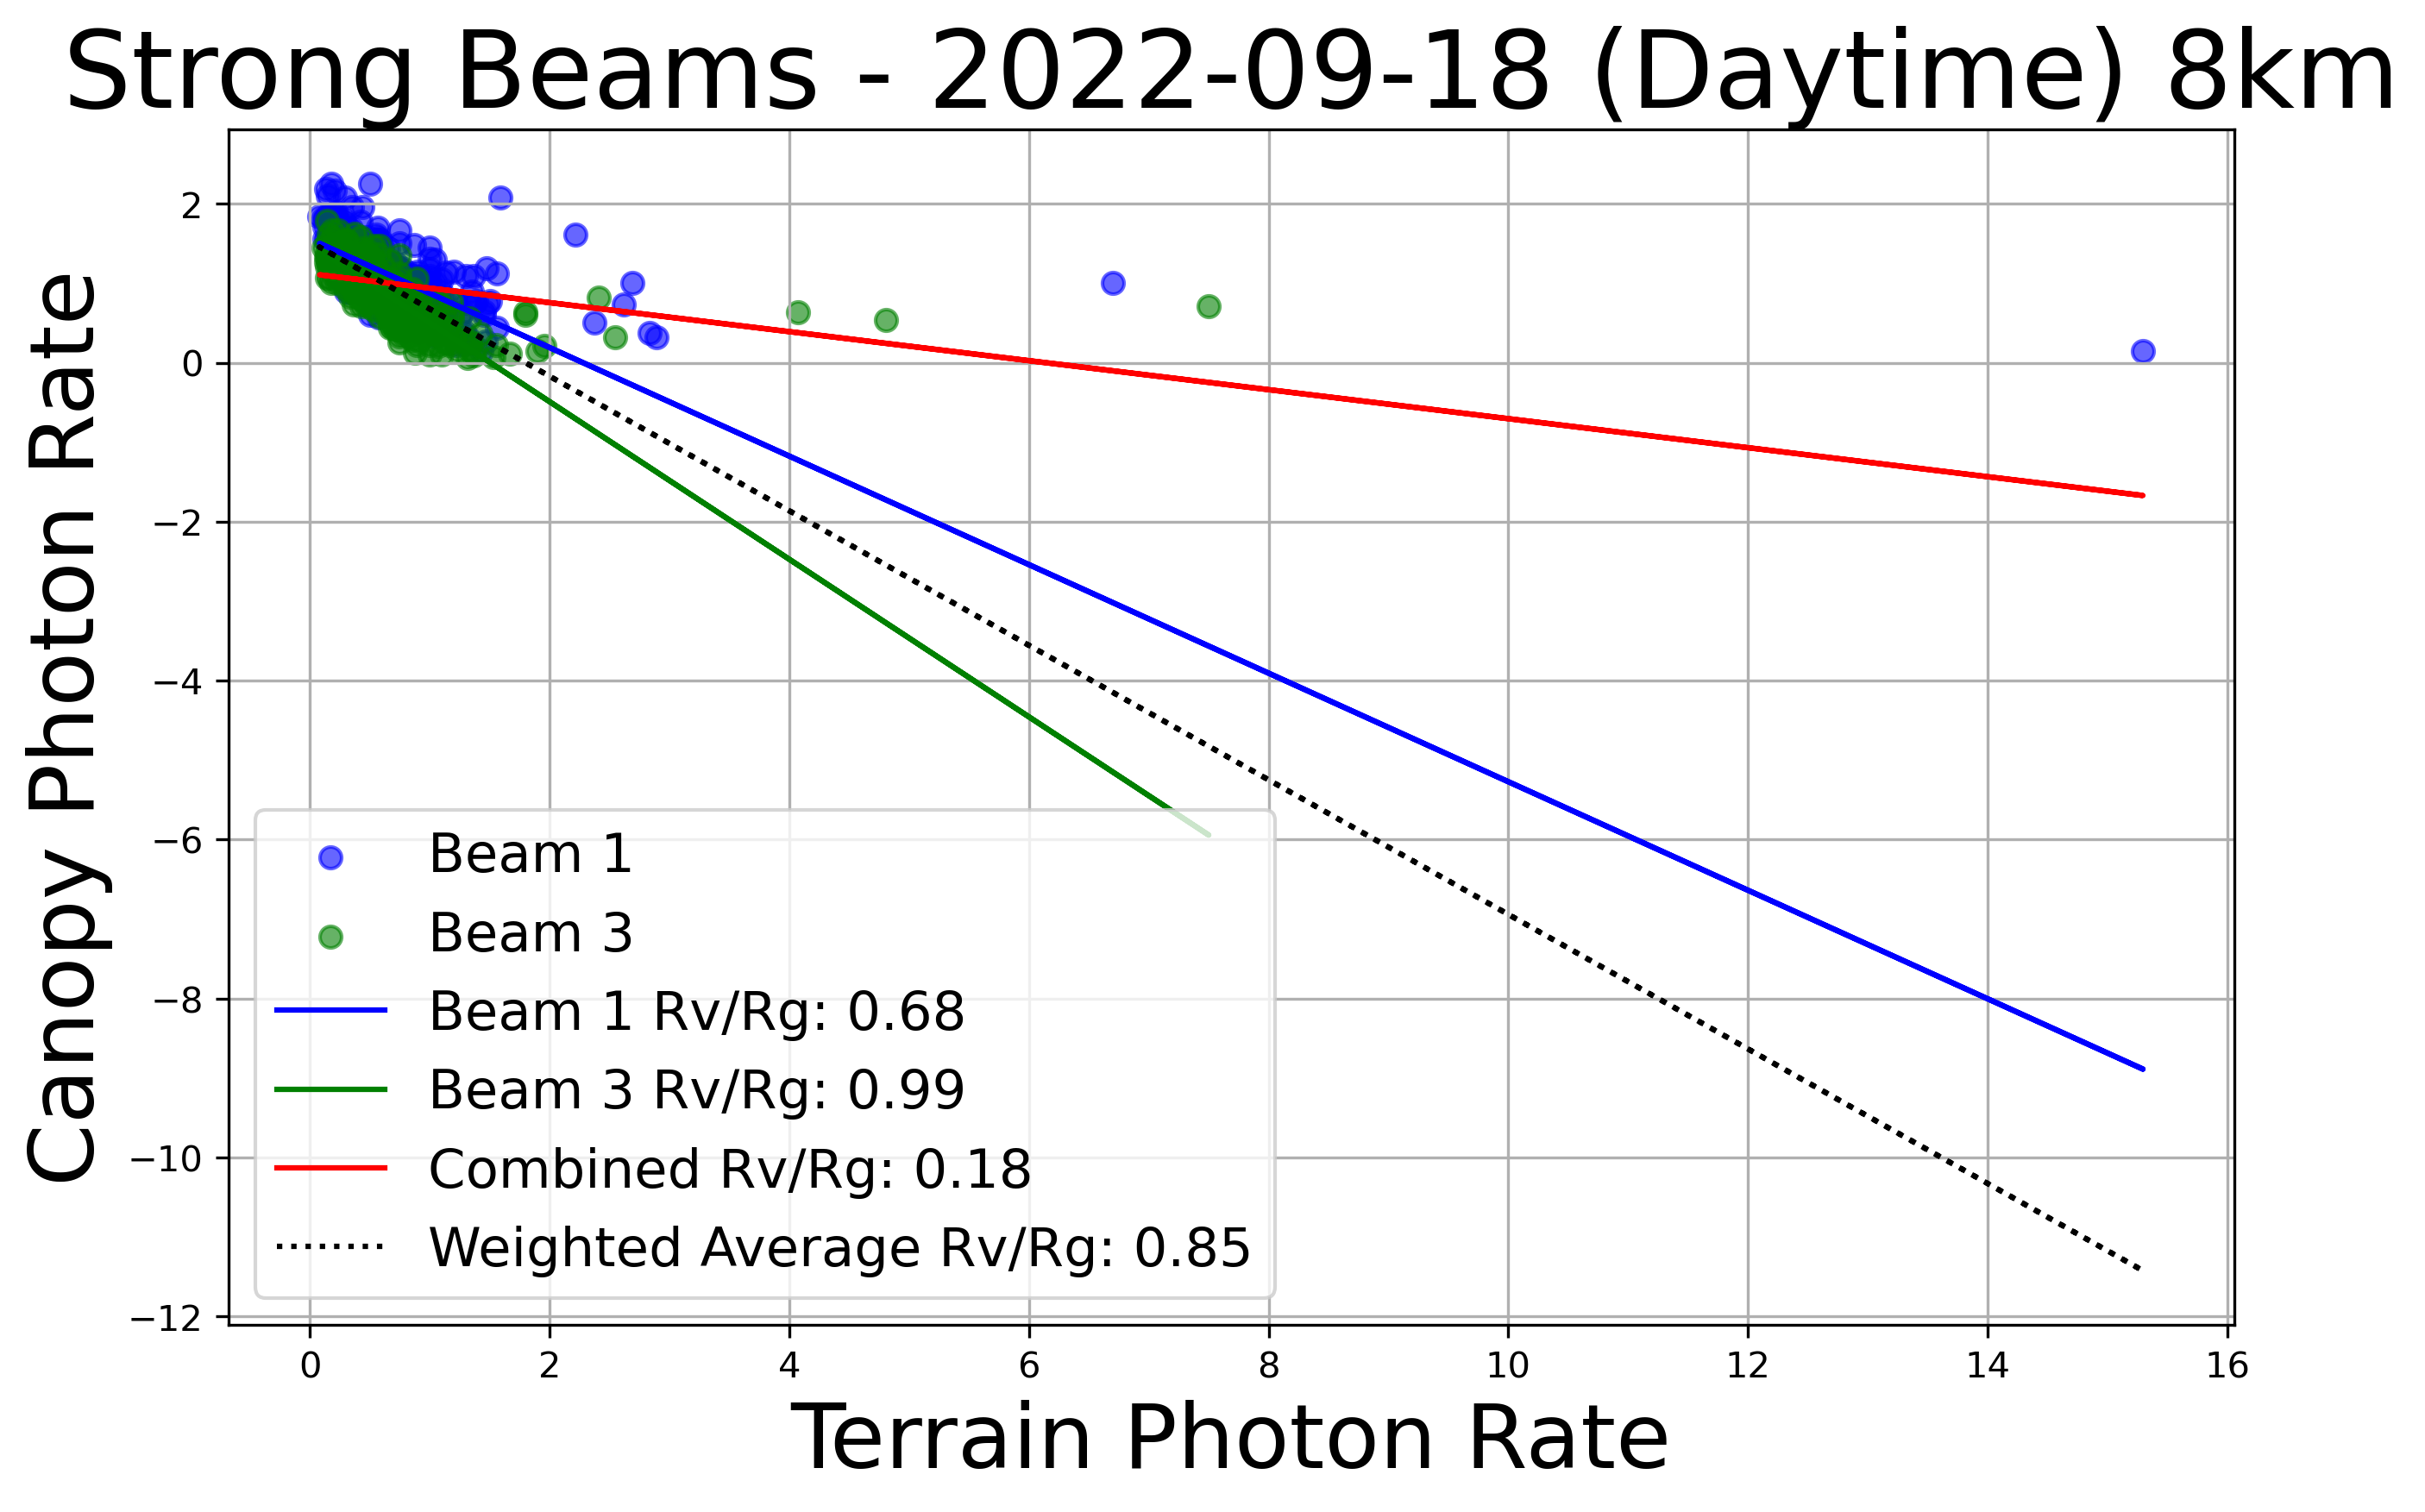 Strong Beams - 2022-09-18 (Daytime) 8km
Canopy Photon Rate
2
0
−2
−4
−6
−8
−10
−12
Beam 1
Beam 3
Beam 1 Rv/Rg: 0.68
Beam 3 Rv/Rg: 0.99
Combined Rv/Rg: 0.18
Weighted Average Rv/Rg: 0.85
0 2 4 6 8 10 12 14 16
Terrain Photon Rate